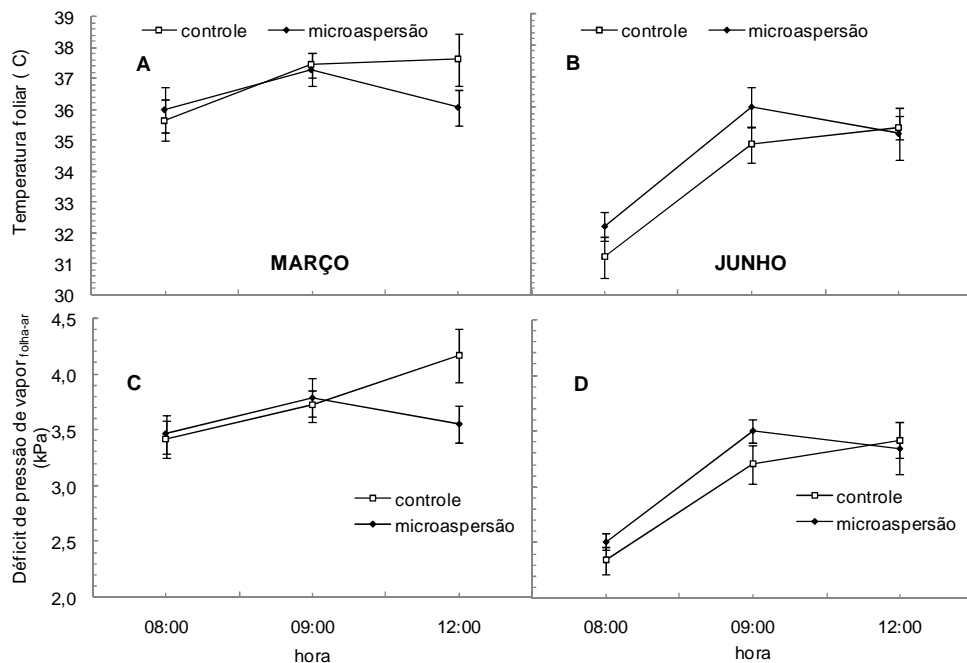 controle microaspersão
controle microaspersão
A
B
Temperatura foliar ( C)
39
38
37
36
35
34
33
32
31
30
MARÇO
JUNHO
Déficit de pressão de vapor folha-ar
(kPa)
4,5
4,0
3,5
3,0
2,5
2,0
C
D
controle
microaspersão
controle
microaspersão
08:00 09:00 12:00
hora
08:00 09:00 12:00
hora